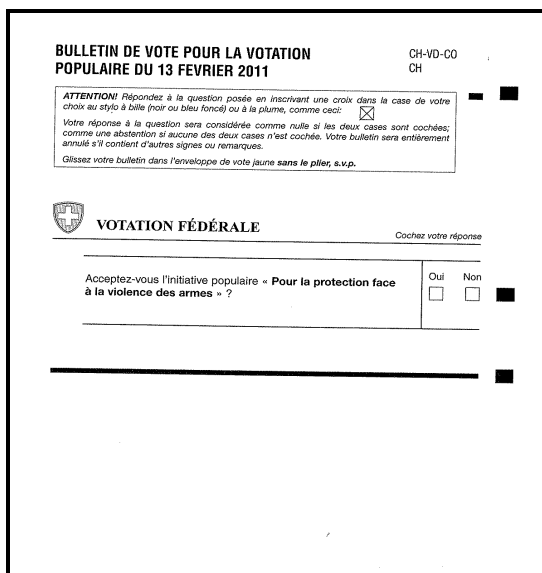 BULLETIN DE VOTE POUR LA VOTATION
POPULAIRE DU 13 FEVRIER 2011
CH-VD-CO
CH
ATTENTION! Répondez à la question posée en inscrivant une croix dans la case de votre
choix au stylo à bille (noir ou bleu foncé) ou à la plume, comme ceci:
Votre réponse à la question sera considérée comme nulle si les deux cases sont cochées;
comme une abstention si aucune des deux cases n'est cochée. Votre bulletin sera entièrement
annulé s'il contient d'autres signes ou remarques.
Glissez votre bulletin dans l'enveloppe de vote jaune sans le plier, s.v.p.
VOTATION FÉDÉRALE
Cochez votre réponse
Acceptez-vous l'initiative populaire « Pour la protection face
à la violence des armes » ?
Oui Non